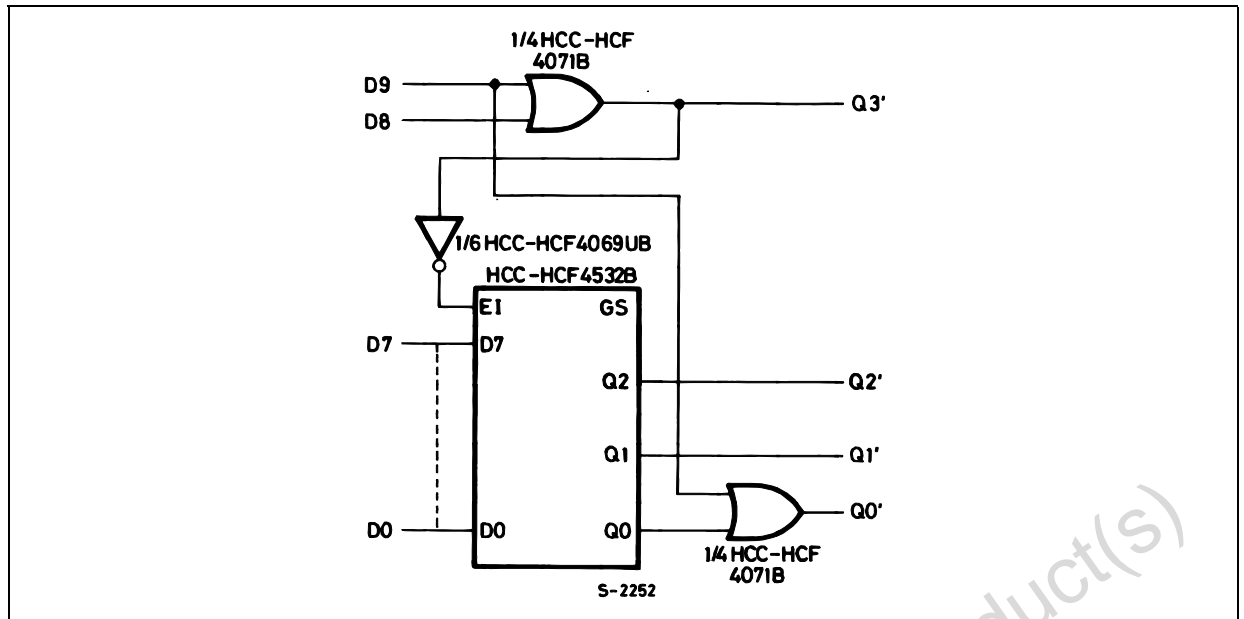 1/4 HCC-HCF
4071B
D9
D8
Q3'
1/6 HCC-HCF4069UB
HCC-HCF4532B
EI
GS
D7
D7
Q2
Q2'
Q1
Q1'
Q0'
D0
D0
Q0
1/4 HCC-HCF
4071B
S-2252
duct(s)